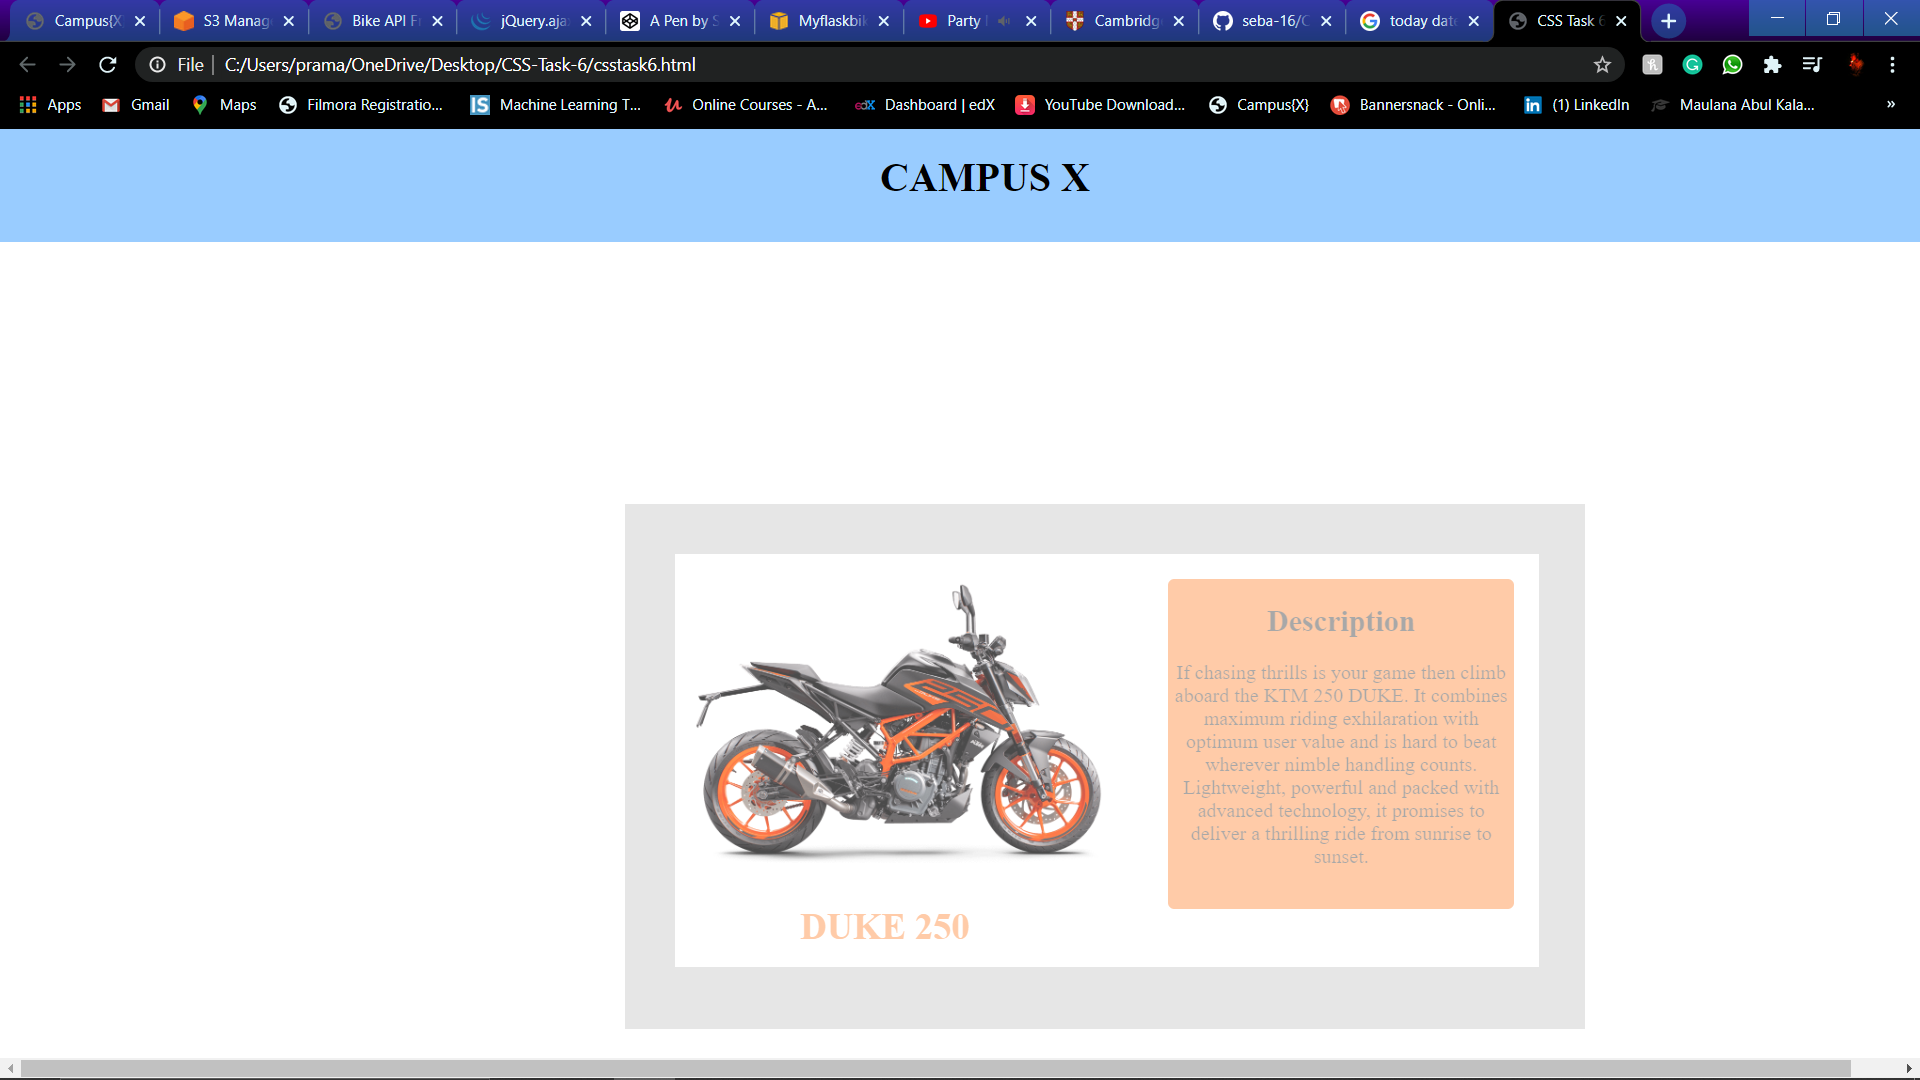 Campus{X
S3 Manag
Bike API Fr
jQuery.aja
A Pen by S
Myflaskbik
Party
Cambridg
seba-16/C
today date
CSS Task 6
File
C:/Users/prama/OneDrive/Desktop/CSS-Task-6/csstask6.html
Apps
Gmail
Maps
Filmora Registratio...
Machine Learning T...
Online Courses - A...
Dashboard | edX
YouTube Download...
Campus{X}
Bannersnack - Onli...
(1) LinkedIn
Maulana Abul Kala...
»
CAMPUS X
Description
If chasing thrills is your game then climb
aboard the KTM 250 DUKE. It combines
maximum riding exhilaration with
optimum user value and is hard to beat
wherever nimble handling counts.
Lightweight, powerful and packed with
advanced technology, it promises to
deliver a thrilling ride from sunrise to
sunset.
DUKE 250